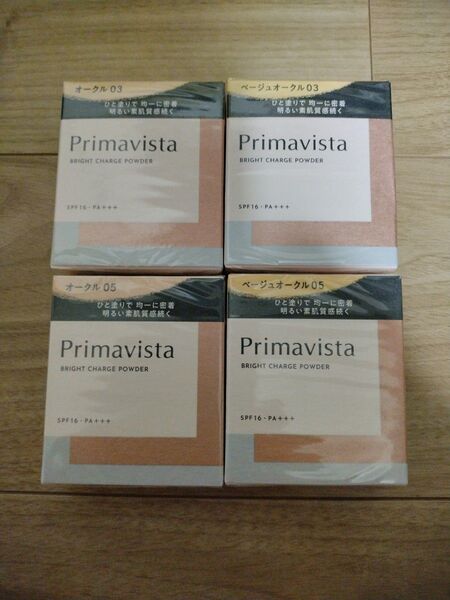 オークル 03
ひと塗りで 均一に密着
明るい素肌質感続く
Primavista
BRIGHT CHARGE POWDER
SPF16・PA+++
ベージュオークル 03
ひと塗りで 均一に密着
明るい素肌質感続く
Primavista
BRIGHT CHARGE POWDER
SPF16・PA+++
オークル 05
ひと塗りで 均一に密着
明るい素肌質感続く
Primavista
BRIGHT CHARGE POWDER
SPF16・PA+++
ベージュオークル 05
ひと塗りで 均一に密着
明るい素肌質感続く
Primavista
BRIGHT CHARGE POWDER
SPF16・PA+++